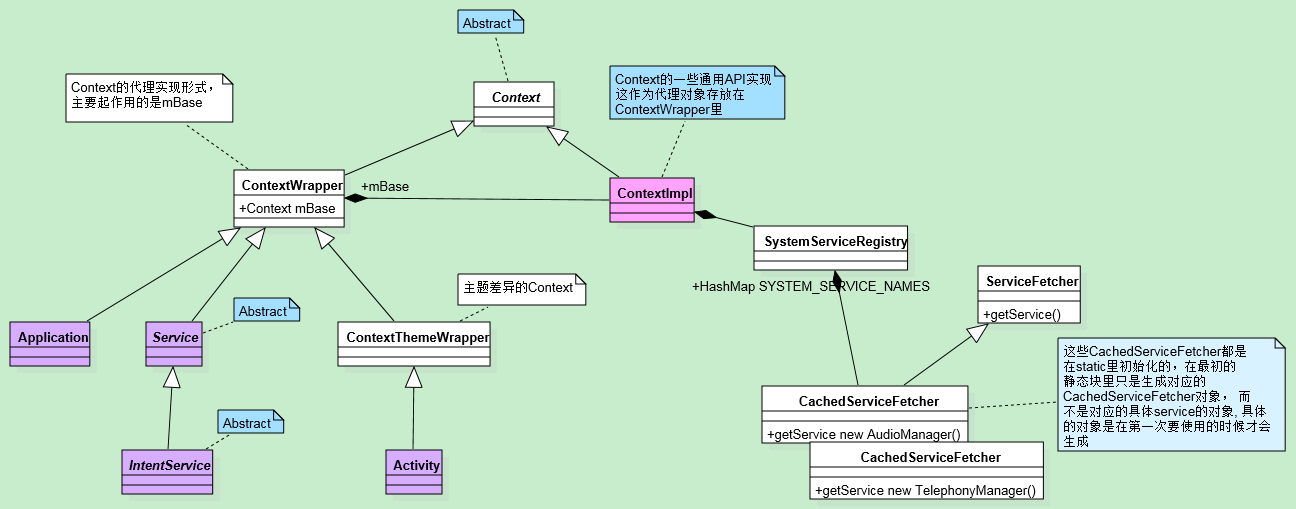 Abstract
Context的代理实现形式，
主要起作用的是mBase
Context
Context的一些通用API实现
这作为代理对象存放在
ContextWrapper里
ContextWrapper
+Context mBase
+mBase
ContextImpl
SystemServiceRegistry
+HashMap SYSTEM_SERVICE_NAMES
ServiceFetcher
+getService()
主题差异的Context
Abstract
Application
Service
ContextThemeWrapper
这些CachedServiceFetcher都是
在static里初始化的，在最初的
静态块里只是生成对应的
CachedServiceFetcher对象， 而
不是对应的具体service的对象, 具体
的对象是在第一次要使用的时候才会
生成
CachedServiceFetcher
+getService new AudioManager()
Abstract
IntentService
Activity
CachedServiceFetcher
+getService new TelephonyManager()